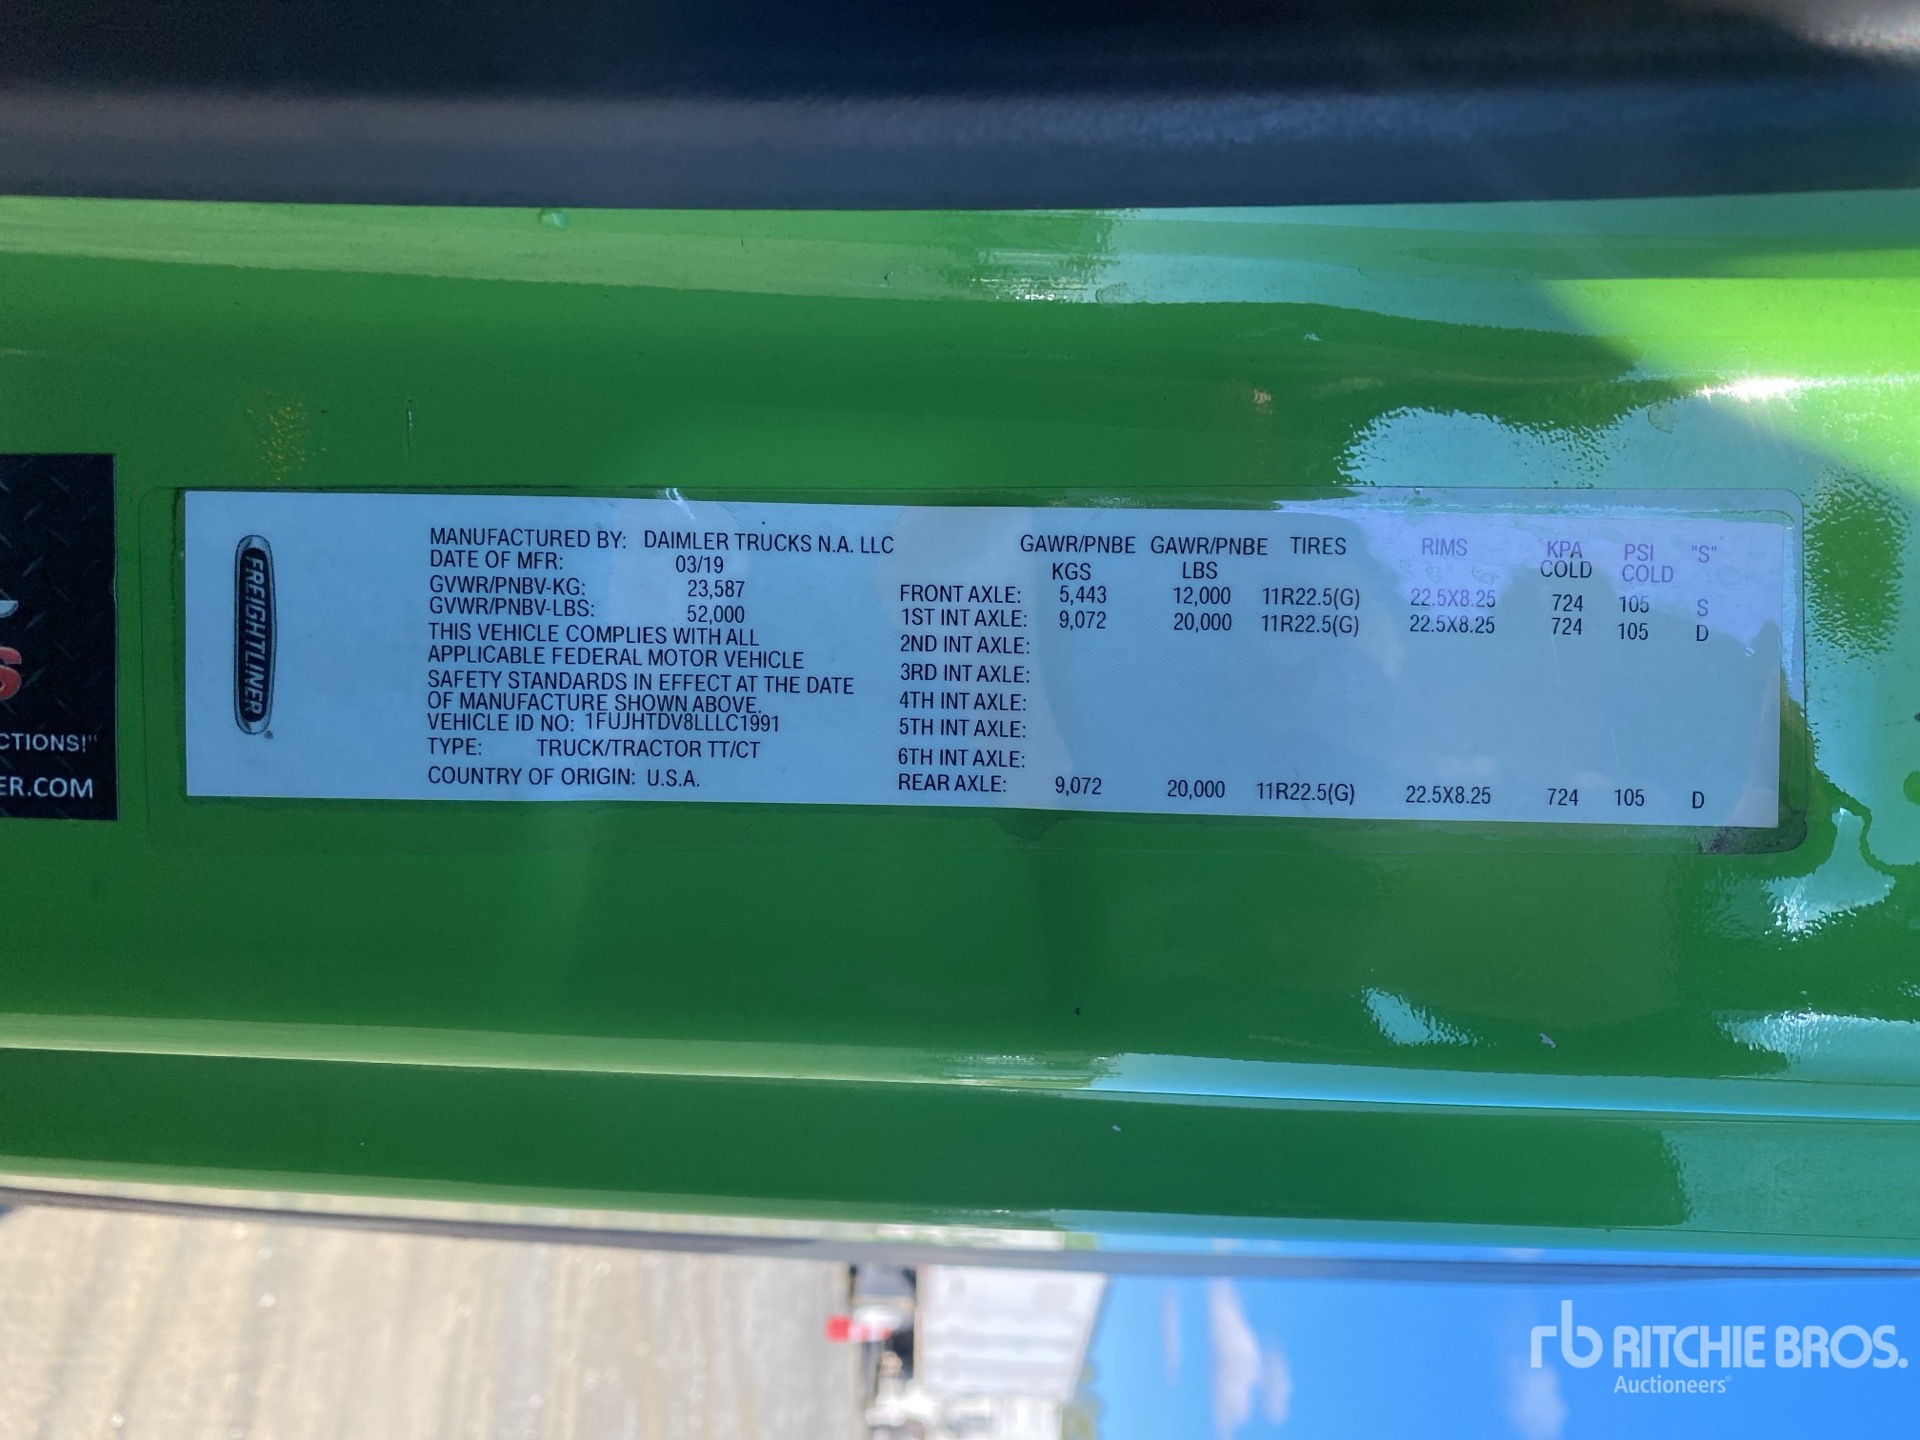 CTIONS!"
ER.COM
FREIGHTLINER®
MANUFACTURED BY: DAIMLER TRUCKS N.A. LLC
DATE OF MFR: 03/19
GVWR/PNBV-KG: 23,587
GVWR/PNBV-LBS: 52,000
THIS VEHICLE COMPLIES WITH ALL
APPLICABLE FEDERAL MOTOR VEHICLE
SAFETY STANDARDS IN EFFECT AT THE DATE
OF MANUFACTURE SHOWN ABOVE.
VEHICLE ID NO: 1FUJHTDV8LLLC1991
TYPE: TRUCK/TRACTOR TT/CT
COUNTRY OF ORIGIN: U.S.A.
GAWR/PNBE GAWR/PNBE TIRES RIMS KPA PSI "S"
KGS LBS COLD COLD
FRONT AXLE: 5,443 12,000 11R22.5(G) 22.5X8.25 724 105 S
1ST INT AXLE: 9,072 20,000 11R22.5(G) 22.5X8.25 724 105 D
2ND INT AXLE:
3RD INT AXLE:
4TH INT AXLE:
5TH INT AXLE:
6TH INT AXLE:
REAR AXLE: 9,072 20,000 11R22.5(G) 22.5X8.25 724 105 D
rb RITCHIE BROS.
Auctioneers